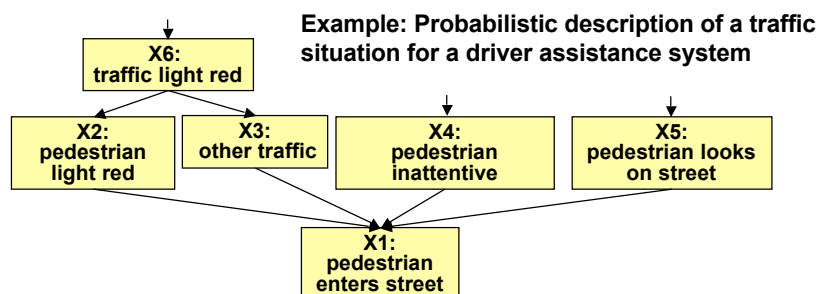 Example: Probabilistic description of a traffic
situation for a driver assistance system
X6:
traffic light red
X2:
pedestrian
light red
X3:
other traffic
X4:
pedestrian
inattentive
X5:
pedestrian looks
on street
X1:
pedestrian
enters street